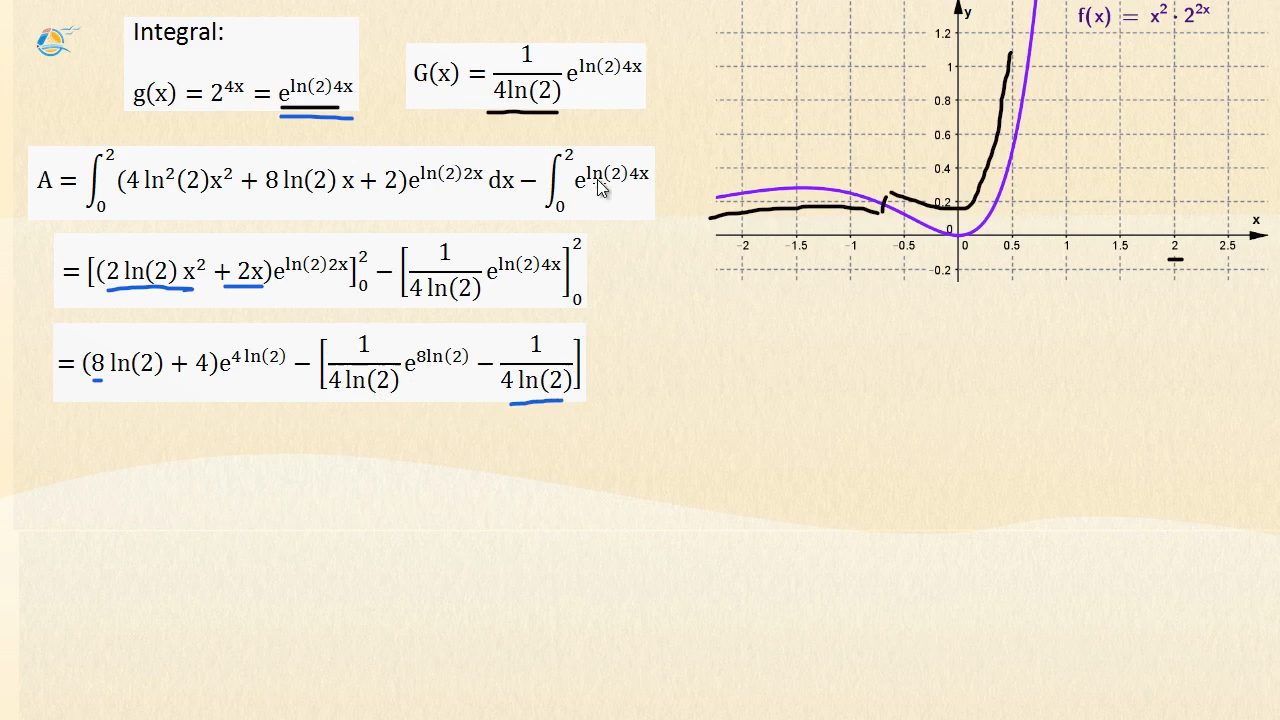 Integral:
g(x) = 2^{4x} = e^{ln(2)4x}
G(x) = \frac{1}{4ln(2)} e^{ln(2)4x}
A = ∫_0^2 (4 ln²(2)x² + 8 ln(2) x + 2)e^{ln(2)2x} dx − ∫_0^2 e^{ln(2)4x}
= [(2 ln(2) x² + 2x)e^{ln(2)2x}]_0^2 − [\frac{1}{4 ln(2)} e^{ln(2)4x}]_0^2
= (8 ln(2) + 4)e^{4 ln(2)} − [\frac{1}{4 ln(2)} e^{8ln(2)} − \frac{1}{4 ln(2)}]
y
f(x) = x² · 2^{2x}
1.2
1
0.8
0.6
0.4
0.2
0
x
−2 −1.5 −1 −0.5 0 0.5 1 1.5 2 2.5
−0.2